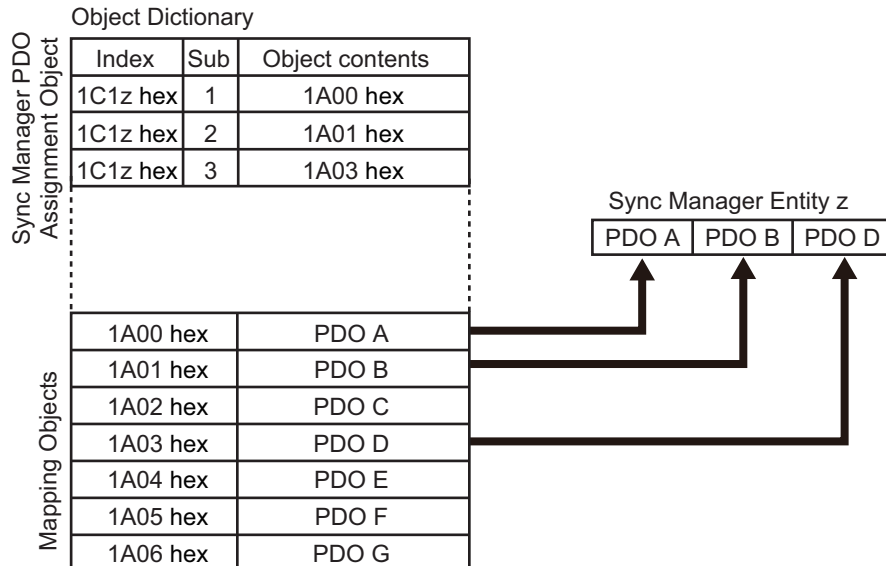 Object Dictionary
Sync Manager PDO
Assignment Object
Index Sub Object contents
1C1z hex 1 1A00 hex
1C1z hex 2 1A01 hex
1C1z hex 3 1A03 hex
Sync Manager Entity z
PDO A PDO B PDO D
Mapping Objects
1A00 hex PDO A
1A01 hex PDO B
1A02 hex PDO C
1A03 hex PDO D
1A04 hex PDO E
1A05 hex PDO F
1A06 hex PDO G